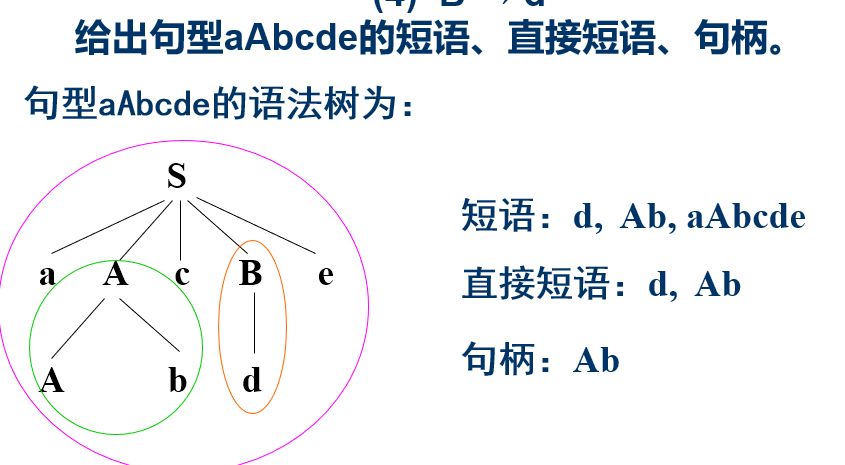 (4) B → d
给出句型aAbcde的短语、直接短语、句柄。
句型aAbcde的语法树为：
S
a A c B e
A b d
短语：d, Ab, aAbcde
直接短语：d, Ab
句柄：Ab